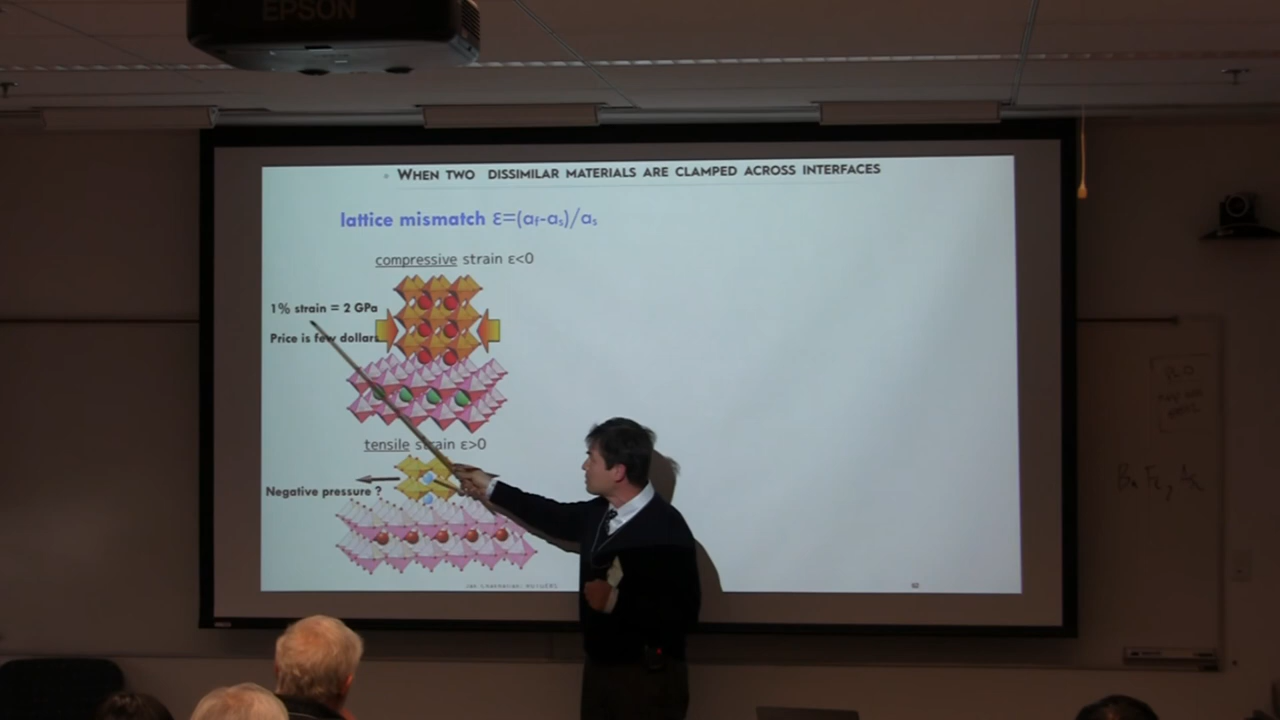 EPSON
WHEN TWO DISSIMILAR MATERIALS ARE CLAMPED ACROSS INTERFACES
lattice mismatch ε=(af-as)/as
compressive strain ε<0
1% strain = 2 GPa
Price is few dollars
tensile strain ε>0
Negative pressure ?